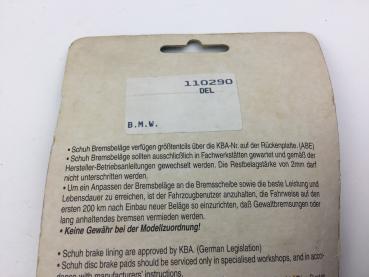 110290
DEL
B.M.W.
• Schuh Bremsbeläge verfügen größtenteils über die KBA-Nr. auf der Rückenplatte. (ABE)
• Schuh Bremsbeläge sollten ausschließlich in Fachwerkstätten gewartet und gemäß der
Hersteller-Betriebsanleitungen gewechselt werden. Die Restbelagstärke von 2mm darf
nicht unterschritten werden.
• Um ein Anpassen der Bremsbeläge an die Bremsscheibe sowie die beste Leistung und
Lebensdauer zu erreichen, ist der Fahrzeugbenutzer anzuhalten, die Fahrweise auf den
ersten 200 km nach Einbau neuer Beläge so einzurichten, daß Gewaltbremsungen oder
lang anhaltendes bremsen vermieden werden.
• Keine Gewähr bei der Modellzuordnung!
• Schuh brake lining are approved by KBA. (German Legislation)
• Schuh disc brake pads should be serviced only in specialised workshops, and in acco-
dance with manufacturers' instructions.